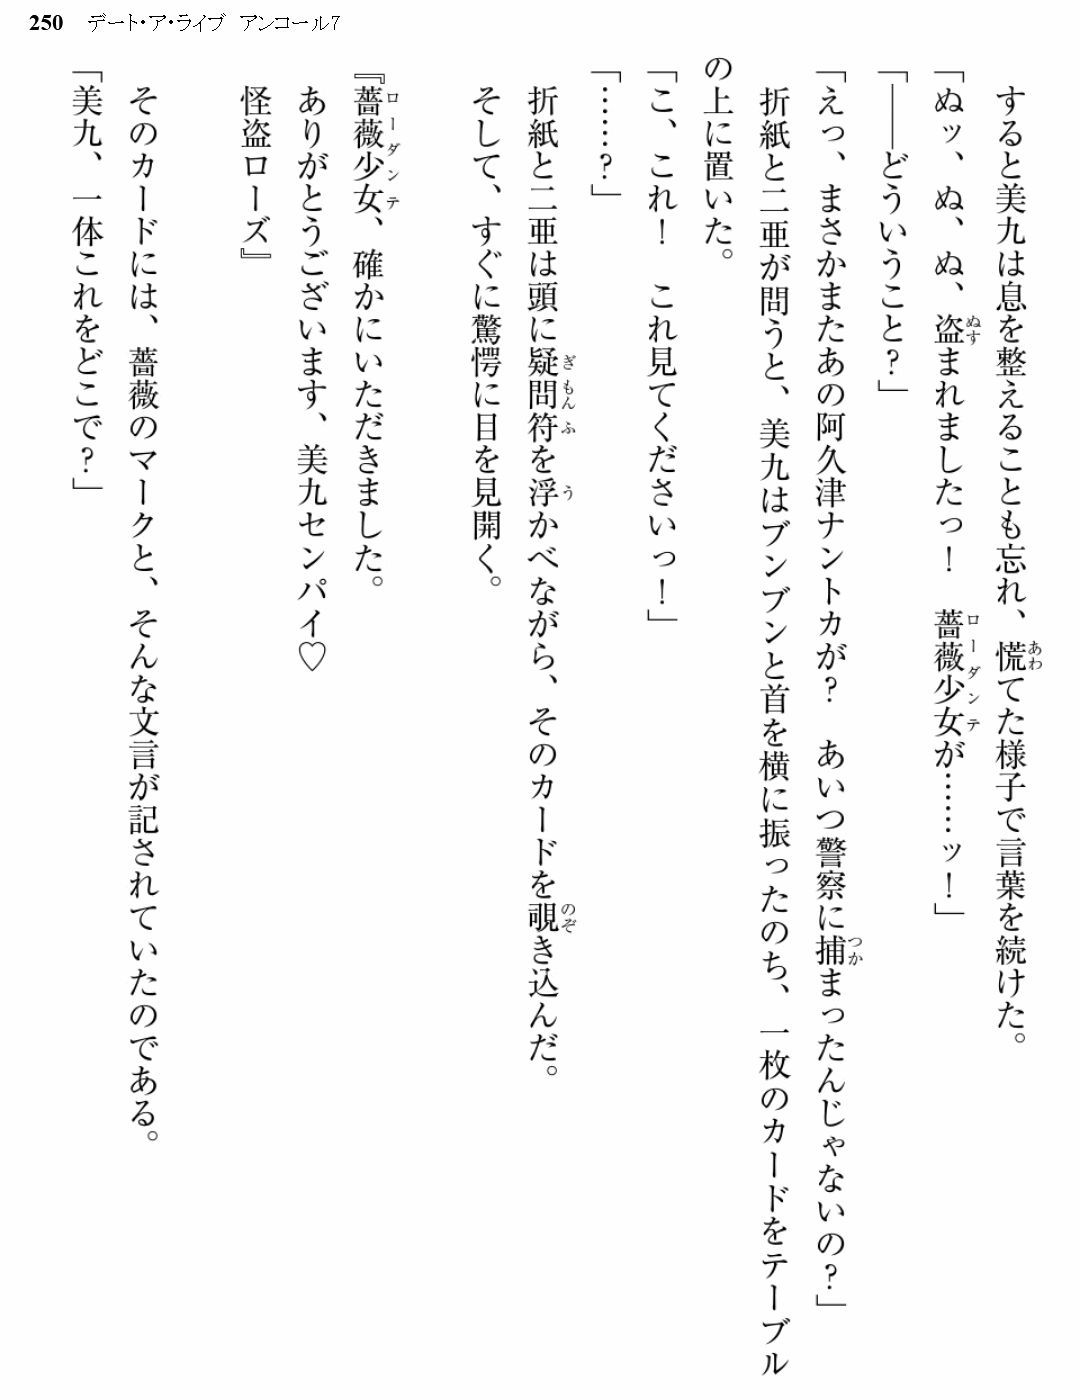 250 デート・ア・ライブ アンコール7
すると美九は息を整えることも忘れ、慌てた様子で言葉を続けた。
「ぬッ、ぬ、ぬ、盗まれましたっ！　薔薇少女が……ッ！」
「——どういうこと？」
「えっ、まさかまたあの阿久津ナントカが？　あいつ警察に捕まったんじゃないの？」
折紙と二亜が問うと、美九はブンブンと首を横に振ったのち、一枚のカードをテーブル
の上に置いた。
「こ、これ！　これ見てくださいっ！」
「……？」
折紙と二亜は頭に疑問符を浮かべながら、そのカードを覗き込んだ。
そして、すぐに驚愕に目を見開く。
『薔薇少女、確かにいただきました。
ありがとうございます、美九センパイ♡
怪盗ローズ』
そのカードには、薔薇のマークと、そんな文言が記されていたのである。
「美九、一体これをどこで？」